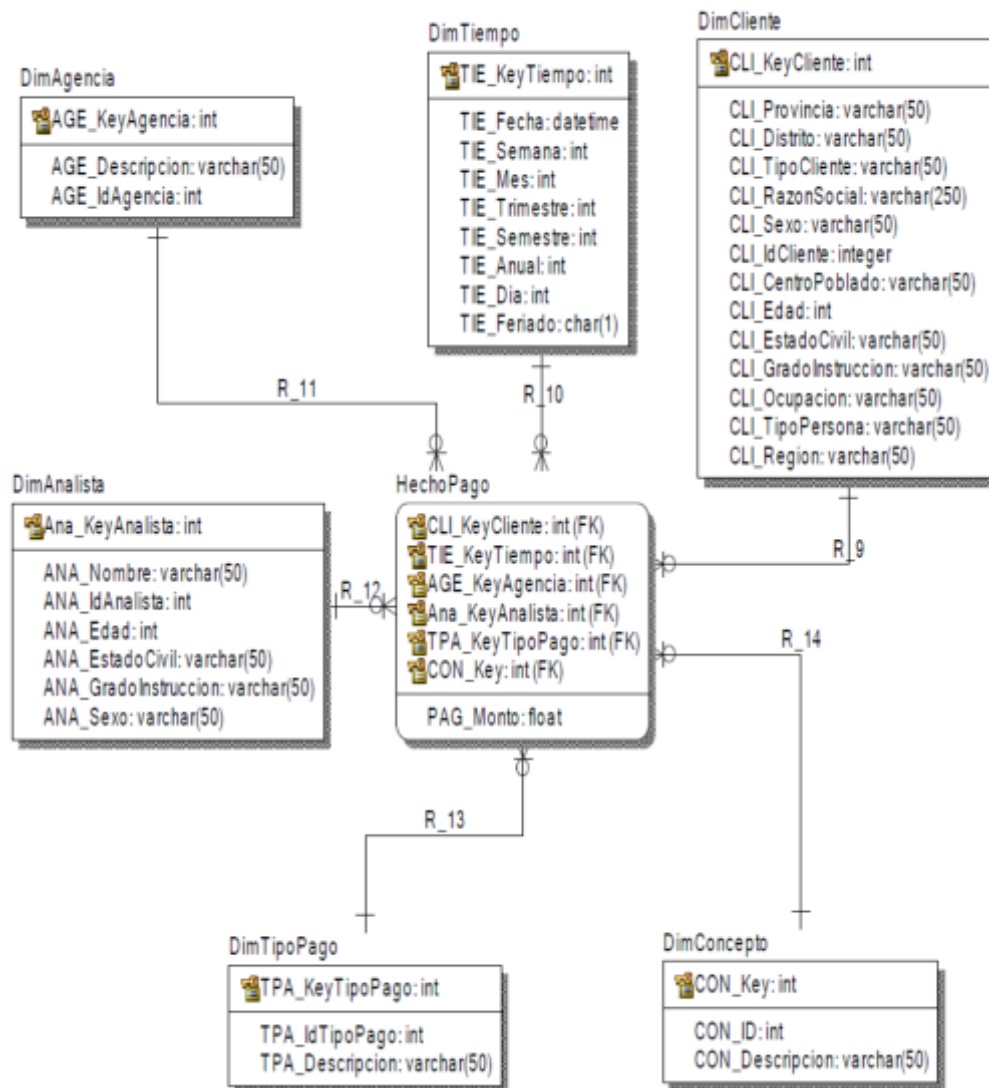 DimAgencia
AGE_KeyAgencia: int
AGE_Descripcion: varchar(50)
AGE_IdAgencia: int
DimTiempo
TIE_KeyTiempo: int
TIE_Fecha: datetime
TIE_Semana: int
TIE_Mes: int
TIE_Trimestre: int
TIE_Semestre: int
TIE_Anual: int
TIE_Dia: int
TIE_Feriado: char(1)
DimCliente
CLI_KeyCliente: int
CLI_Provincia: varchar(50)
CLI_Distrito: varchar(50)
CLI_TipoCliente: varchar(50)
CLI_RazonSocial: varchar(250)
CLI_Sexo: varchar(50)
CLI_IdCliente: integer
CLI_CentroPoblado: varchar(50)
CLI_Edad: int
CLI_EstadoCivil: varchar(50)
CLI_GradoInstruccion: varchar(50)
CLI_Ocupacion: varchar(50)
CLI_TipoPersona: varchar(50)
CLI_Region: varchar(50)
R_11
R_10
R_9
DimAnalista
Ana_KeyAnalista: int
ANA_Nombre: varchar(50)
ANA_IdAnalista: int
ANA_Edad: int
ANA_EstadoCivil: varchar(50)
ANA_GradoInstruccion: varchar(50)
ANA_Sexo: varchar(50)
R_12
HechoPago
CLI_KeyCliente: int (FK)
TIE_KeyTiempo: int (FK)
AGE_KeyAgencia: int (FK)
Ana_KeyAnalista: int (FK)
TPA_KeyTipoPago: int (FK)
CON_Key: int (FK)
PAG_Monto: float
R_14
R_13
DimTipoPago
TPA_KeyTipoPago: int
TPA_IdTipoPago: int
TPA_Descripcion: varchar(50)
DimConcepto
CON_Key: int
CON_ID: int
CON_Descripcion: varchar(50)